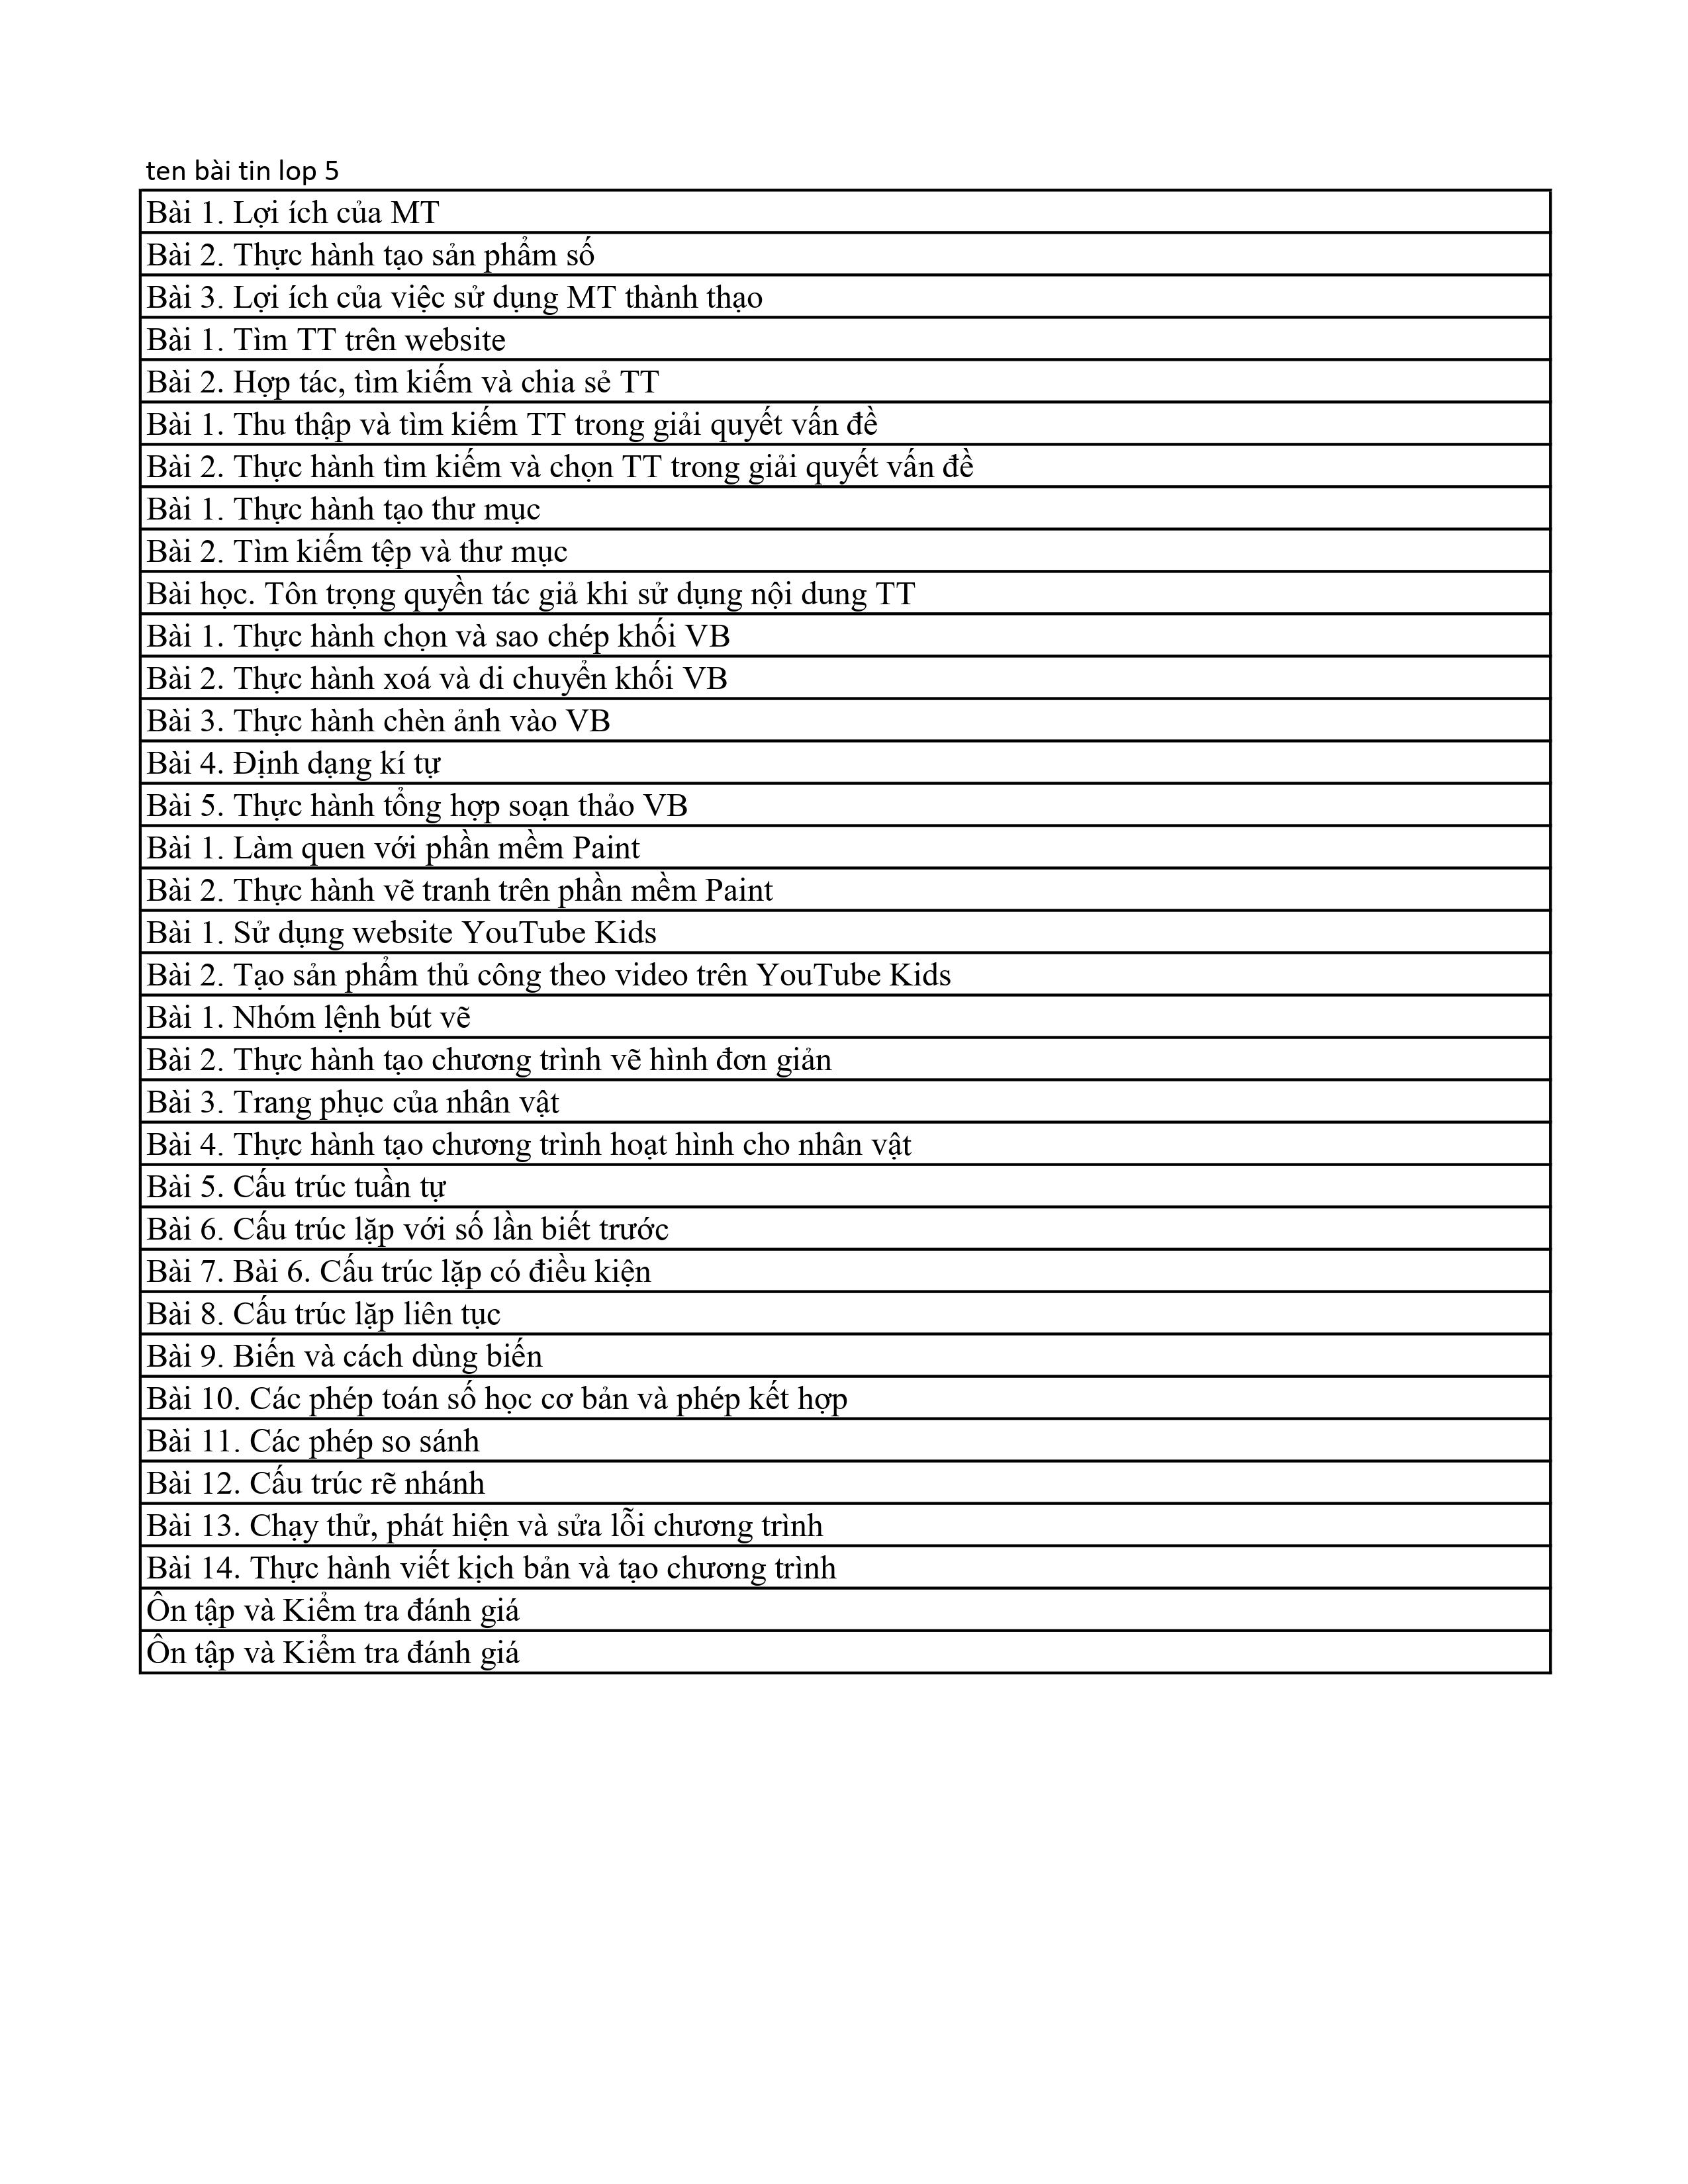 ten bài tin lop 5
Bài 1. Lợi ích của MT
Bài 2. Thực hành tạo sản phẩm số
Bài 3. Lợi ích của việc sử dụng MT thành thạo
Bài 1. Tìm TT trên website
Bài 2. Hợp tác, tìm kiếm và chia sẻ TT
Bài 1. Thu thập và tìm kiếm TT trong giải quyết vấn đề
Bài 2. Thực hành tìm kiếm và chọn TT trong giải quyết vấn đề
Bài 1. Thực hành tạo thư mục
Bài 2. Tìm kiếm tệp và thư mục
Bài học. Tôn trọng quyền tác giả khi sử dụng nội dung TT
Bài 1. Thực hành chọn và sao chép khối VB
Bài 2. Thực hành xoá và di chuyển khối VB
Bài 3. Thực hành chèn ảnh vào VB
Bài 4. Định dạng kí tự
Bài 5. Thực hành tổng hợp soạn thảo VB
Bài 1. Làm quen với phần mềm Paint
Bài 2. Thực hành vẽ tranh trên phần mềm Paint
Bài 1. Sử dụng website YouTube Kids
Bài 2. Tạo sản phẩm thủ công theo video trên YouTube Kids
Bài 1. Nhóm lệnh bút vẽ
Bài 2. Thực hành tạo chương trình vẽ hình đơn giản
Bài 3. Trang phục của nhân vật
Bài 4. Thực hành tạo chương trình hoạt hình cho nhân vật
Bài 5. Cấu trúc tuần tự
Bài 6. Cấu trúc lặp với số lần biết trước
Bài 7. Bài 6. Cấu trúc lặp có điều kiện
Bài 8. Cấu trúc lặp liên tục
Bài 9. Biến và cách dùng biến
Bài 10. Các phép toán số học cơ bản và phép kết hợp
Bài 11. Các phép so sánh
Bài 12. Cấu trúc rẽ nhánh
Bài 13. Chạy thử, phát hiện và sửa lỗi chương trình
Bài 14. Thực hành viết kịch bản và tạo chương trình
Ôn tập và Kiểm tra đánh giá
Ôn tập và Kiểm tra đánh giá